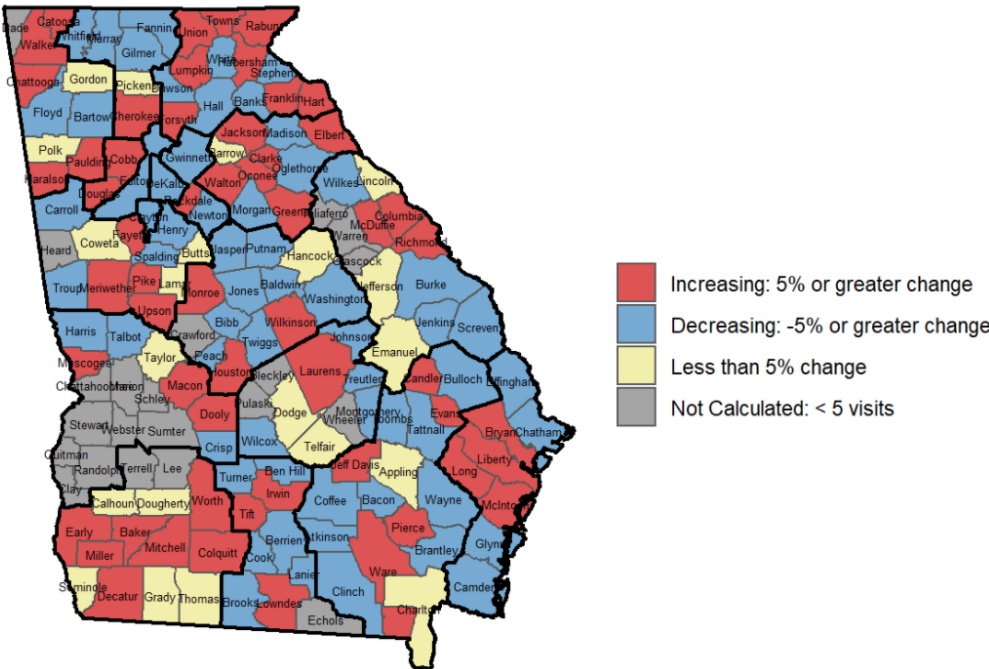 Dade
Catoosa
Whitfield
Murray
Fannin
Union
Towns
Rabun
Walker
Gilmer
White
Habersham
Lumpkin
Stephen
Chattooga
Gordon
Pickens
Dawson
Hall
Banks
Franklin
Hart
Floyd
Bartow
Cherokee
Forsyth
Jackson
Madison
Elbert
Polk
Paulding
Cobb
Gwinnett
Barrow
Clarke
Oglethorpe
Haralson
Douglas
Fulton
DeKalb
Walton
Oconee
Wilkes
Lincoln
Carroll
Rockdale
Newton
Morgan
Greene
Taliaferro
McDuffie
Columbia
Clayton
Henry
Fayette
Warren
Richmond
Heard
Coweta
Spalding
Butts
Jasper
Putnam
Hancock
Glascock
Jefferson
Burke
Troup
Meriwether
Pike
Lamar
Monroe
Jones
Baldwin
Washington
Upson
Jenkins
Screven
Harris
Talbot
Crawford
Bibb
Twiggs
Wilkinson
Johnson
Emanuel
Taylor
Peach
Houston
Muscogee
Chattahoochee
Marion
Macon
Bleckley
Laurens
Treutlen
Candler
Bulloch
Effingham
Schley
Dooly
Pulaski
Dodge
Montgomery
Wheeler
Toombs
Tattnall
Evans
Bryan
Chatham
Stewart
Webster
Sumter
Crisp
Wilcox
Telfair
Quitman
Randolph
Terrell
Lee
Turner
Ben Hill
Jeff Davis
Appling
Long
Liberty
Clay
Calhoun
Dougherty
Worth
Irwin
Tift
Coffee
Bacon
Wayne
McIntosh
Early
Baker
Mitchell
Colquitt
Berrien
Atkinson
Pierce
Brantley
Glynn
Miller
Cook
Lanier
Ware
Seminole
Decatur
Grady
Thomas
Brooks
Lowndes
Clinch
Charlton
Camden
Echols
Increasing: 5% or greater change
Decreasing: -5% or greater change
Less than 5% change
Not Calculated: < 5 visits